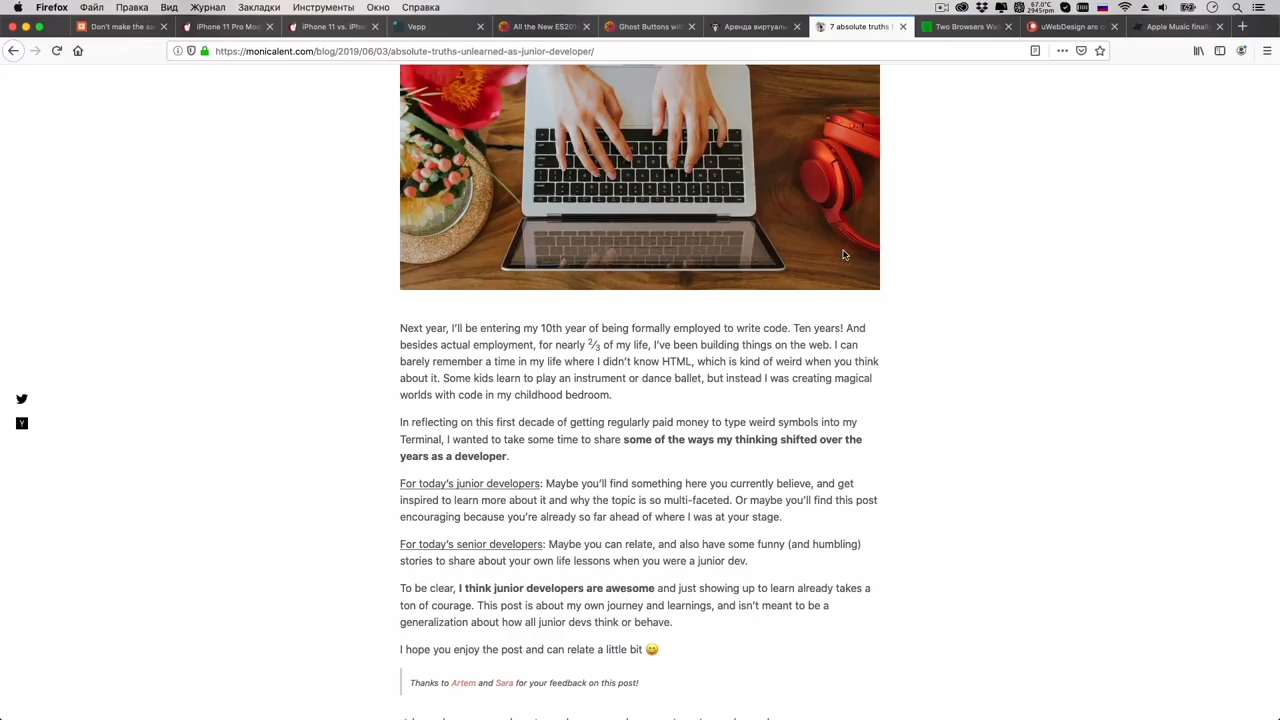 Firefox Файл Правка Вид Журнал Закладки Инструменты Окно Справка
57.0°C
2945rpm
Don't make the sa
iPhone 11 Pro Mod
iPhone 11 vs. iPho
Vepp
All the New ES201
Ghost Buttons wit
Аренда виртуаль
7 absolute truths
Two Browsers Wal
uWebDesign are c
Apple Music finall
https://monicalent.com/blog/2019/06/03/absolute-truths-unlearned-as-junior-developer/
Next year, I'll be entering my 10th year of being formally employed to write code. Ten years! And
besides actual employment, for nearly 2/3 of my life, I've been building things on the web. I can
barely remember a time in my life where I didn't know HTML, which is kind of weird when you think
about it. Some kids learn to play an instrument or dance ballet, but instead I was creating magical
worlds with code in my childhood bedroom.
In reflecting on this first decade of getting regularly paid money to type weird symbols into my
Terminal, I wanted to take some time to share some of the ways my thinking shifted over the
years as a developer.
For today's junior developers: Maybe you'll find something here you currently believe, and get
inspired to learn more about it and why the topic is so multi-faceted. Or maybe you'll find this post
encouraging because you're already so far ahead of where I was at your stage.
For today's senior developers: Maybe you can relate, and also have some funny (and humbling)
stories to share about your own life lessons when you were a junior dev.
To be clear, I think junior developers are awesome and just showing up to learn already takes a
ton of courage. This post is about my own journey and learnings, and isn't meant to be a
generalization about how all junior devs think or behave.
I hope you enjoy the post and can relate a little bit 😄
Thanks to Artem and Sara for your feedback on this post!